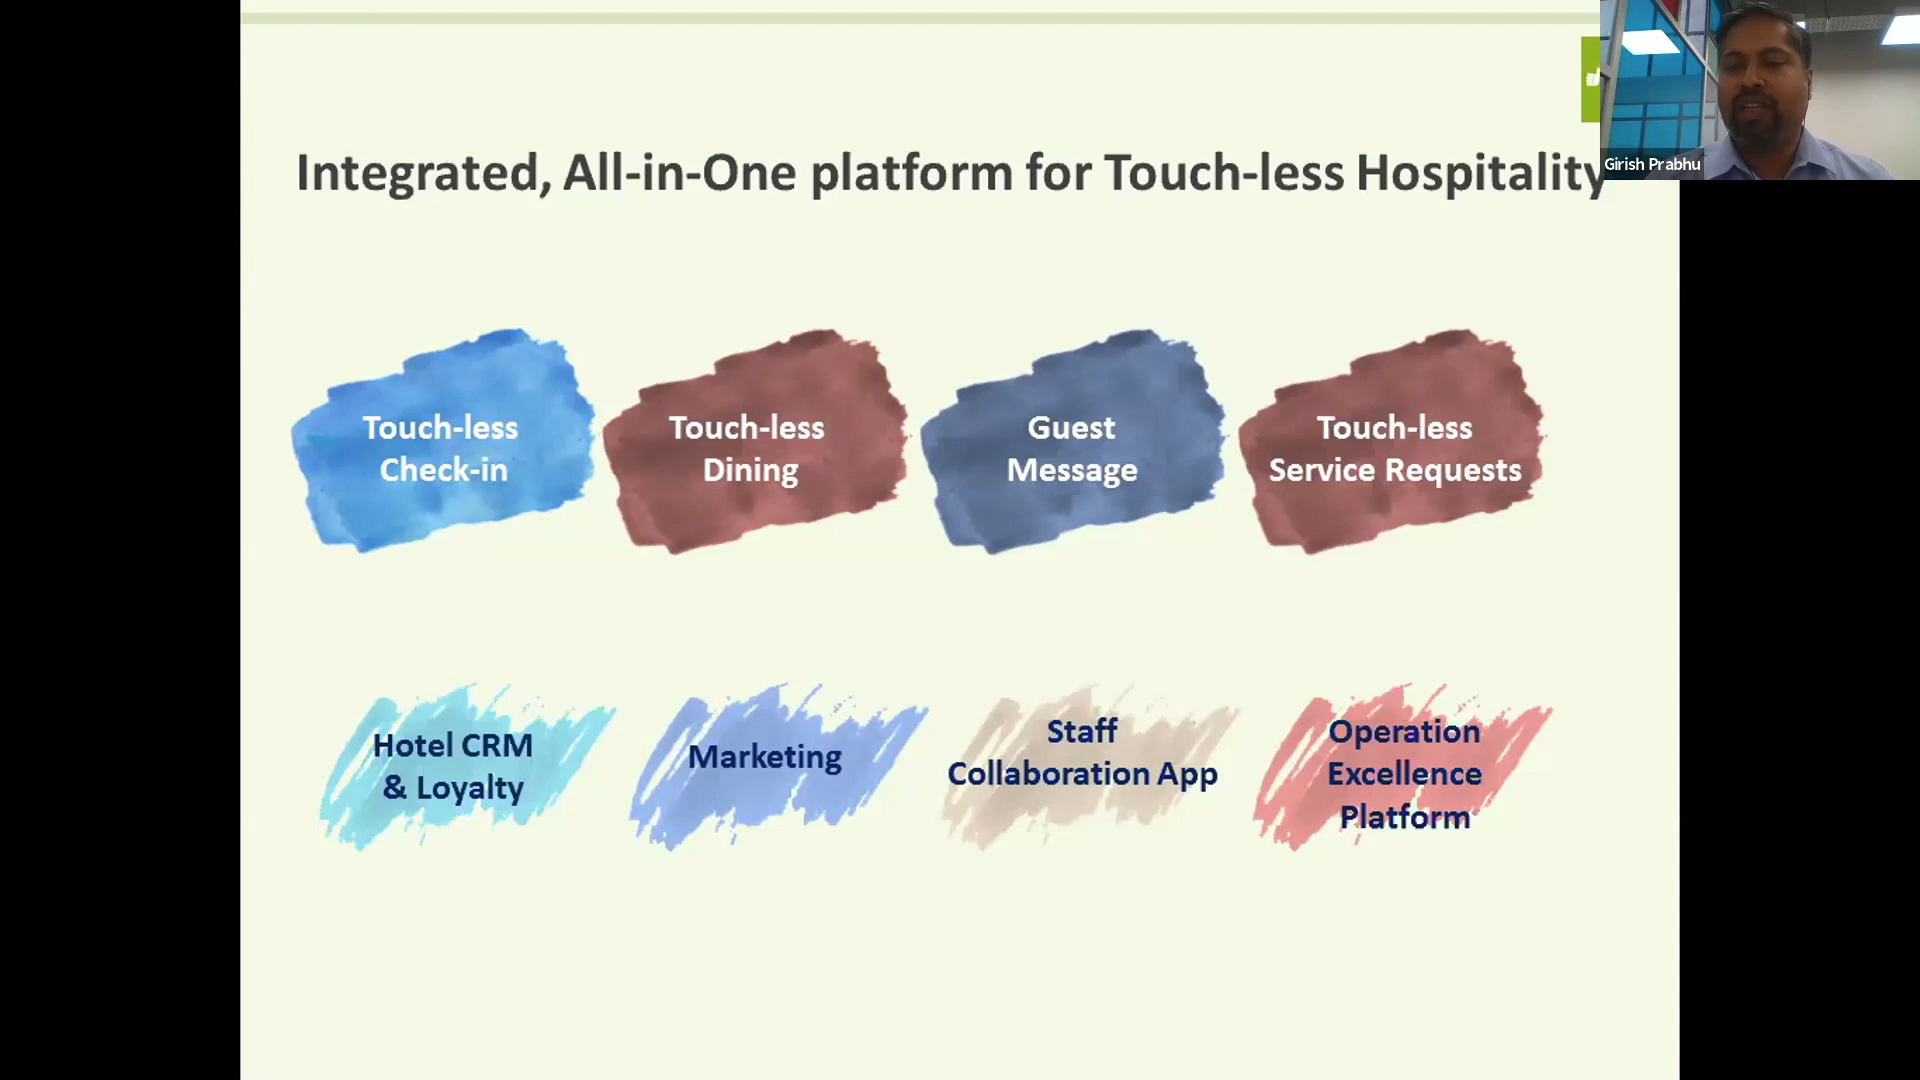 Girish Prabhu
Integrated, All-in-One platform for Touch-less Hospitality
Touch-less
Check-in
Touch-less
Dining
Guest
Message
Touch-less
Service Requests
Hotel CRM
& Loyalty
Marketing
Staff
Collaboration App
Operation
Excellence
Platform